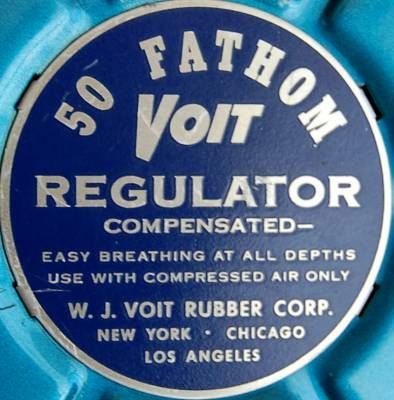 50 FATHOM
VOIT
REGULATOR
COMPENSATED–
EASY BREATHING AT ALL DEPTHS
USE WITH COMPRESSED AIR ONLY
W. J. VOIT RUBBER CORP.
NEW YORK · CHICAGO
LOS ANGELES